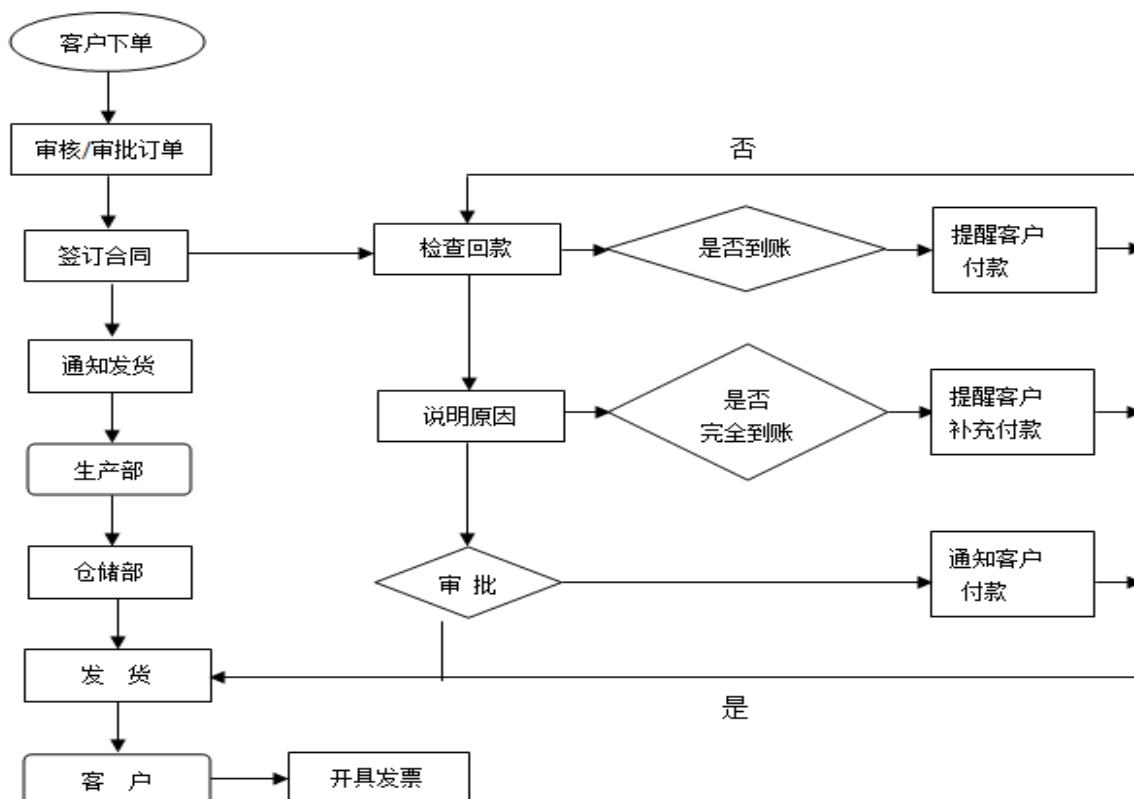 客户下单
审核/审批订单
否
签订合同
检查回款
是否到账
提醒客户
付款
通知发货
说明原因
是否
完全到账
提醒客户
补充付款
生产部
仓储部
审 批
通知客户
付款
发 货
是
客 户
开具发票